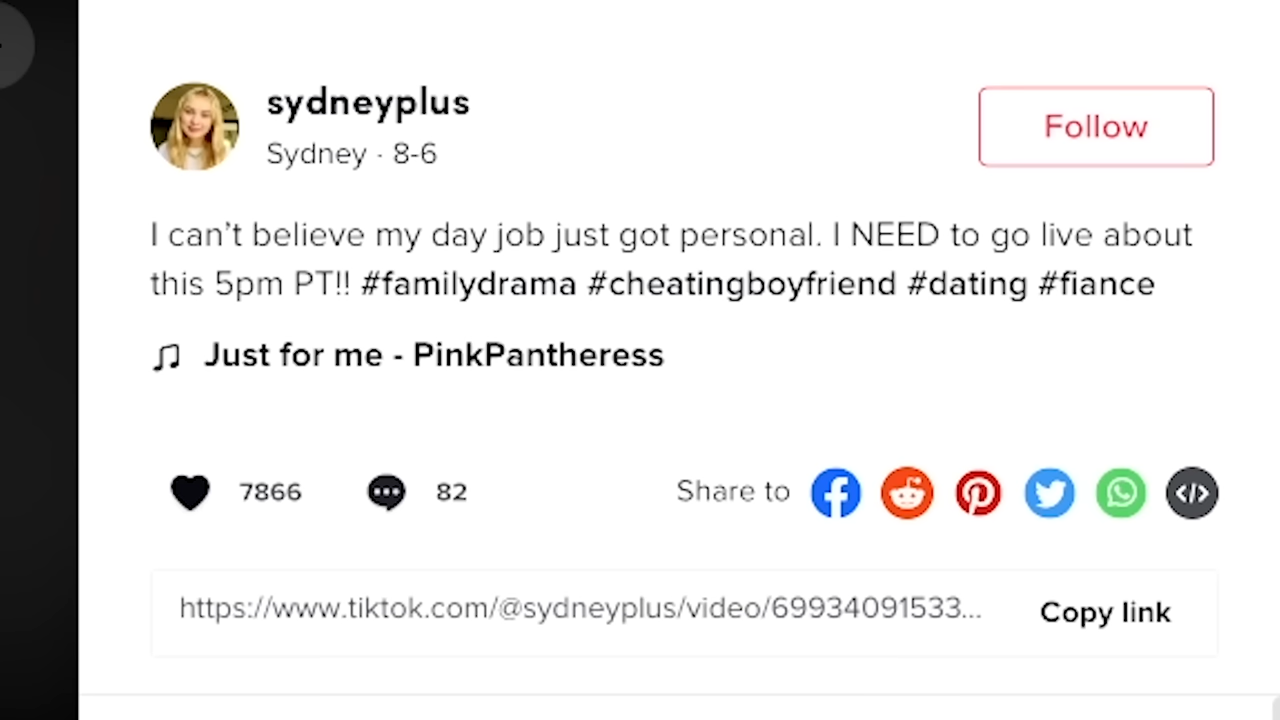 sydneyplus
Sydney · 8-6
Follow
I can't believe my day job just got personal. I NEED to go live about
this 5pm PT!! #familydrama #cheatingboyfriend #dating #fiance
Just for me - PinkPantheress
7866
82
Share to
https://www.tiktok.com/@sydneyplus/video/69934091533...
Copy link